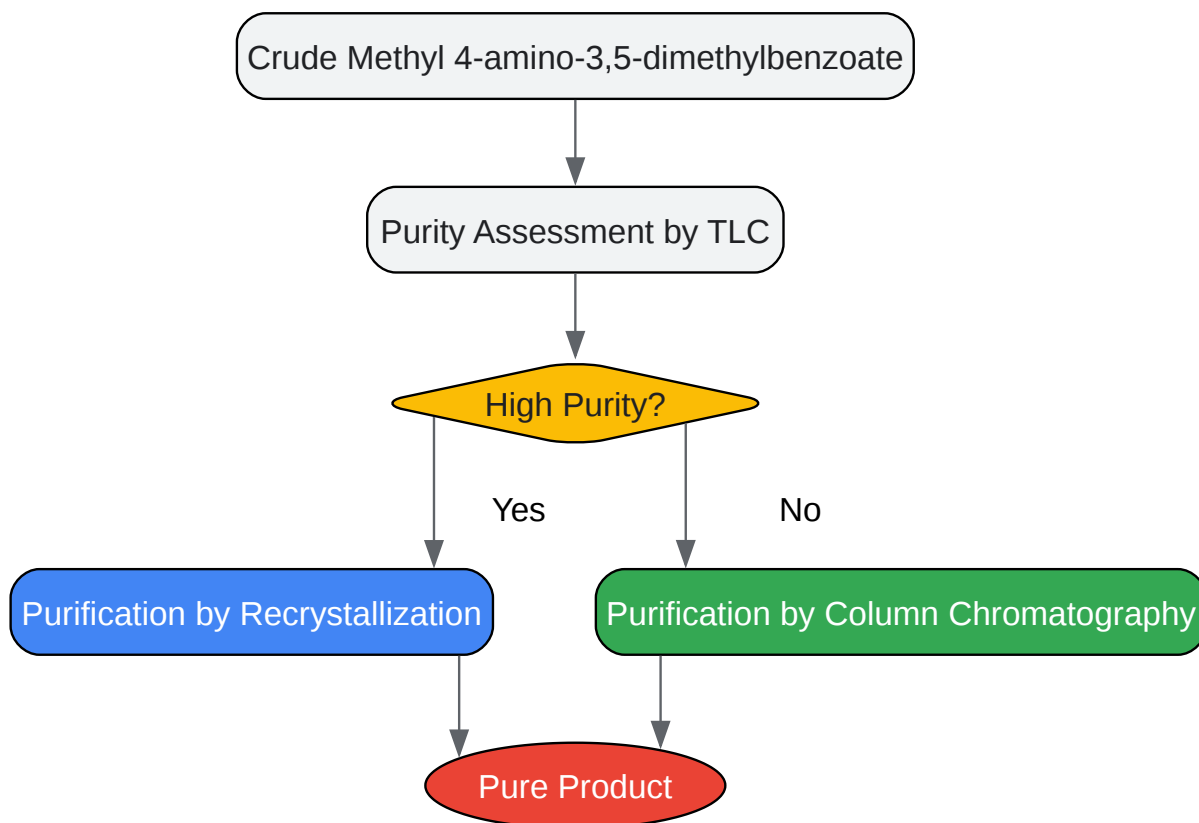 Crude Methyl 4-amino-3,5-dimethylbenzoate
Purity Assessment by TLC
High Purity?
Yes
No
Purification by Recrystallization
Purification by Column Chromatography
Pure Product